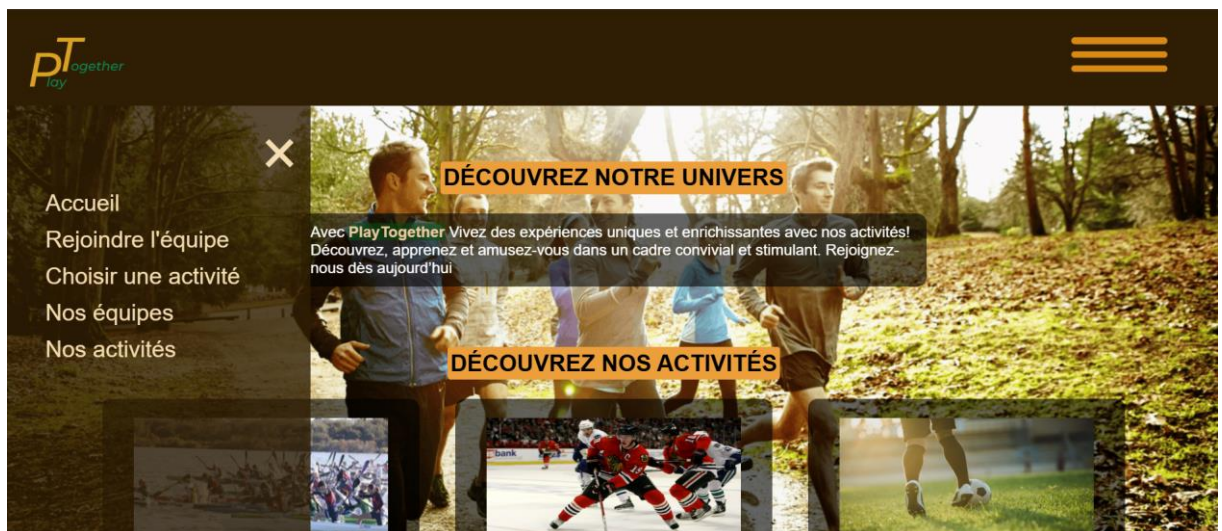 PlayTogether
Accueil
Rejoindre l'équipe
Choisir une activité
Nos équipes
Nos activités
DÉCOUVREZ NOTRE UNIVERS
Avec PlayTogether Vivez des expériences uniques et enrichissantes avec nos activités!
Découvrez, apprenez et amusez-vous dans un cadre convivial et stimulant. Rejoignez-
nous dès aujourd'hui
DÉCOUVREZ NOS ACTIVITÉS
bank